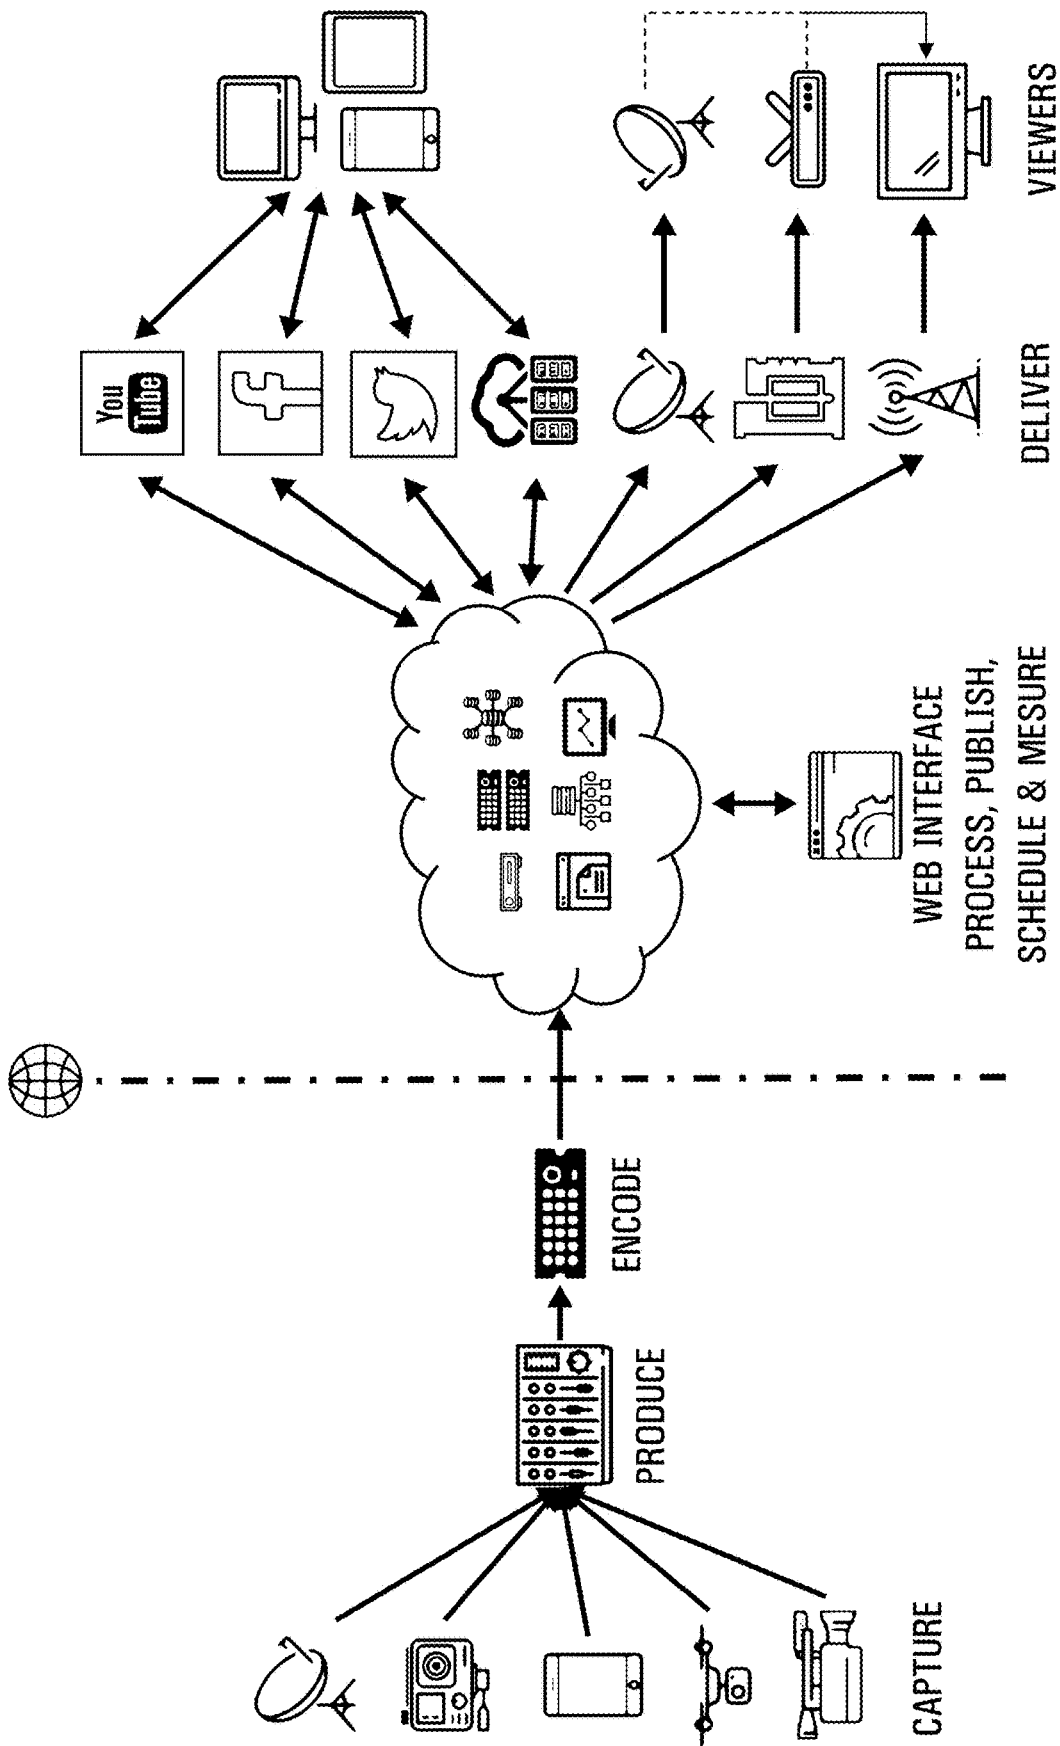 CAPTURE
PRODUCE
ENCODE
WEB INTERFACE
PROCESS, PUBLISH,
SCHEDULE & MESURE
You
Tube
DELIVER
VIEWERS